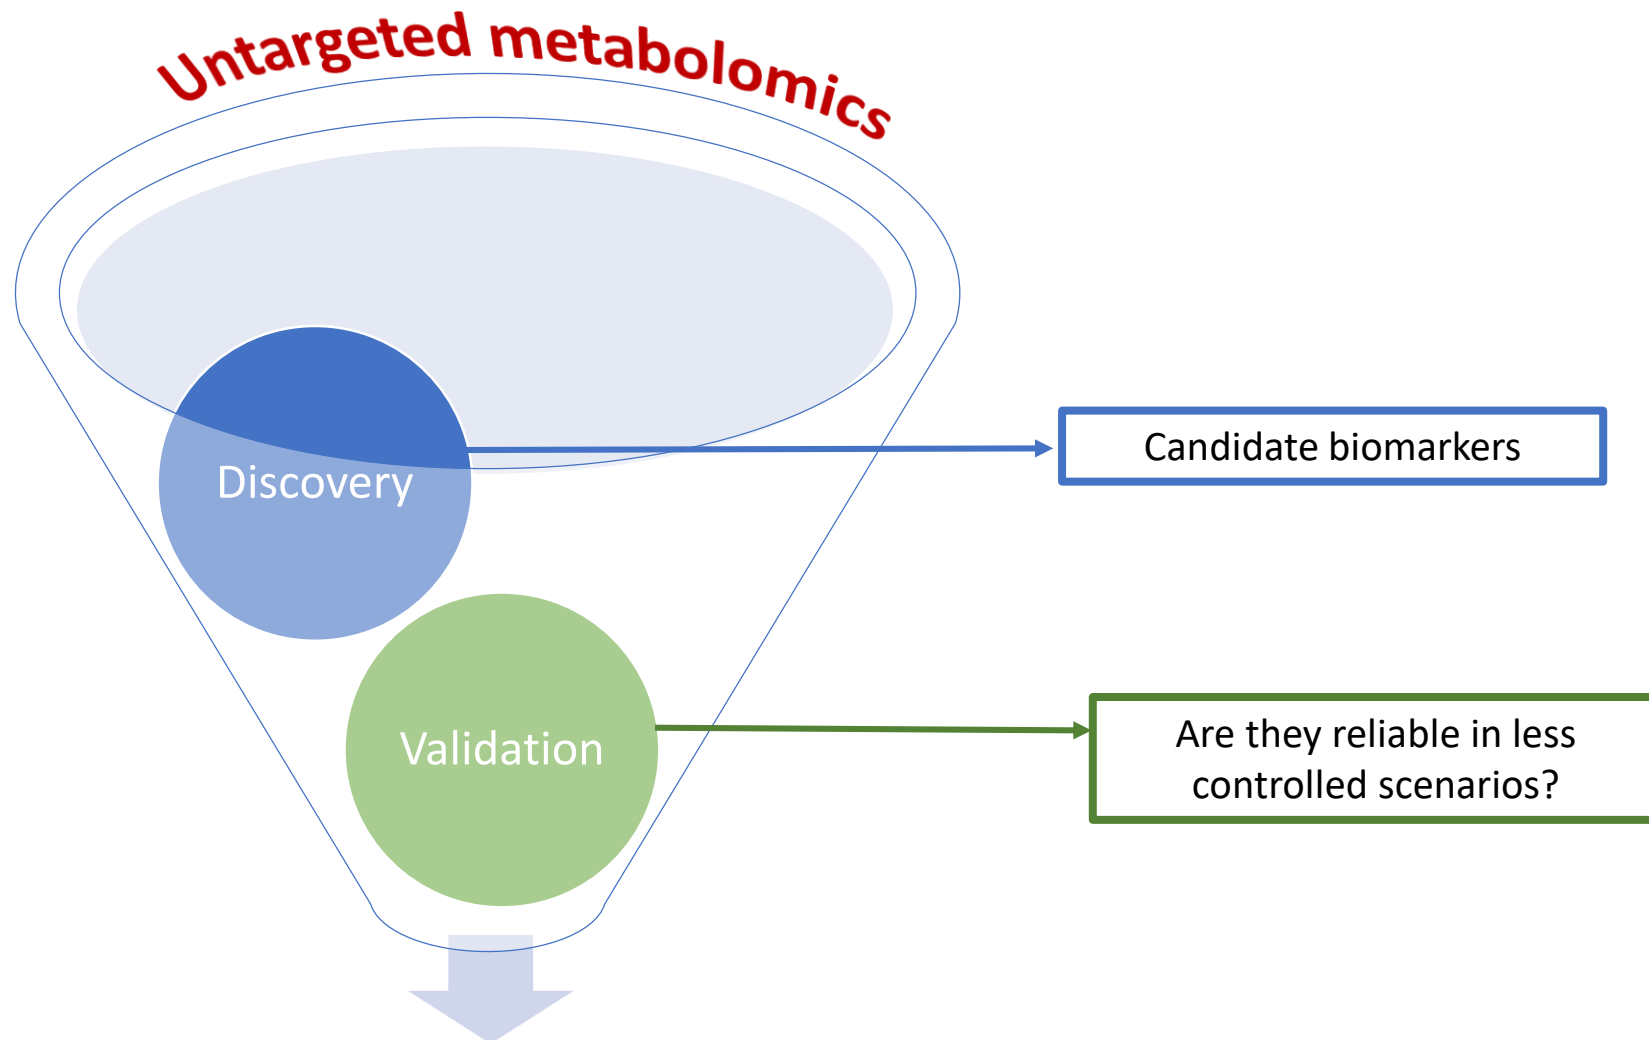 Untargeted metabolomics
Discovery
Candidate biomarkers
Validation
Are they reliable in less
controlled scenarios?